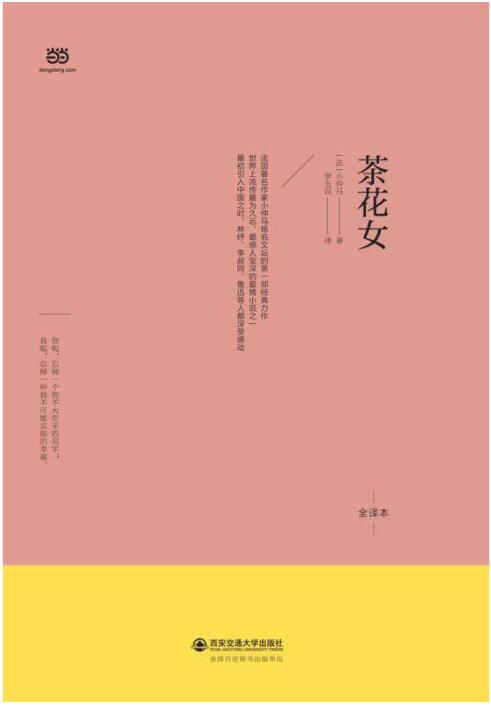 dangdang.com
茶花女
［法］小仲马——著
李玉民——译
法国著名作家小仲马扬名文坛的第一部经典力作
世界上流传最为久远、最感人至深的爱情小说之一
最初引入中国之时，林纾、李叔同、鲁迅等人都深受感动
您呢，忘掉一个您不大在乎的名字，
我呢，忘掉一种我不可能实现的幸福。
全译本
西安交通大学出版社
XI'AN JIAOTONG UNIVERSITY PRESS
全国百佳图书出版单位